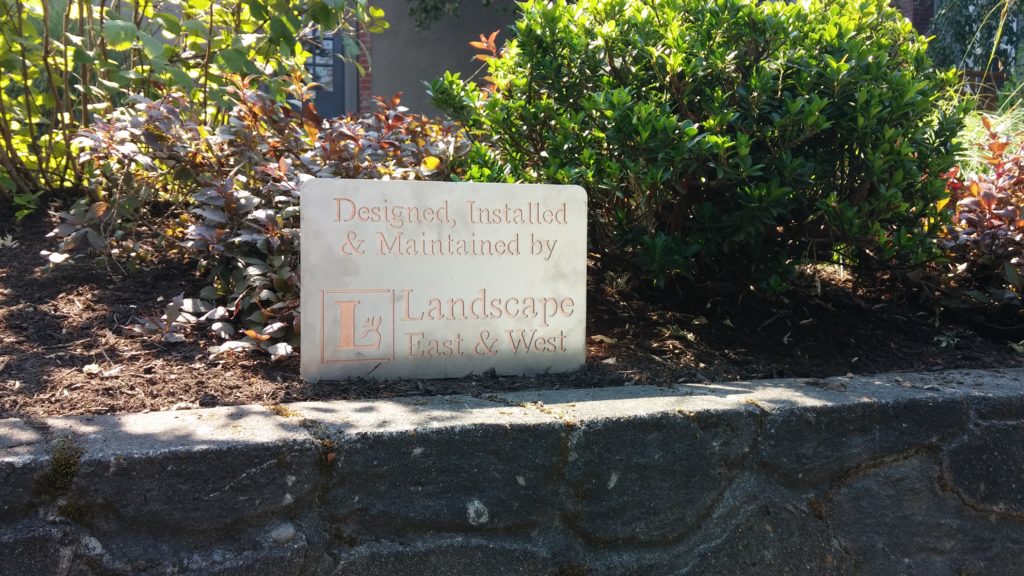 Designed, Installed
& Maintained by
L
Landscape
East & West